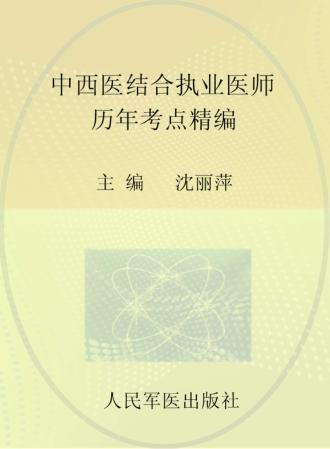 中西医结合执业医师
历年考点精编
主 编 沈丽萍
人民军医出版社